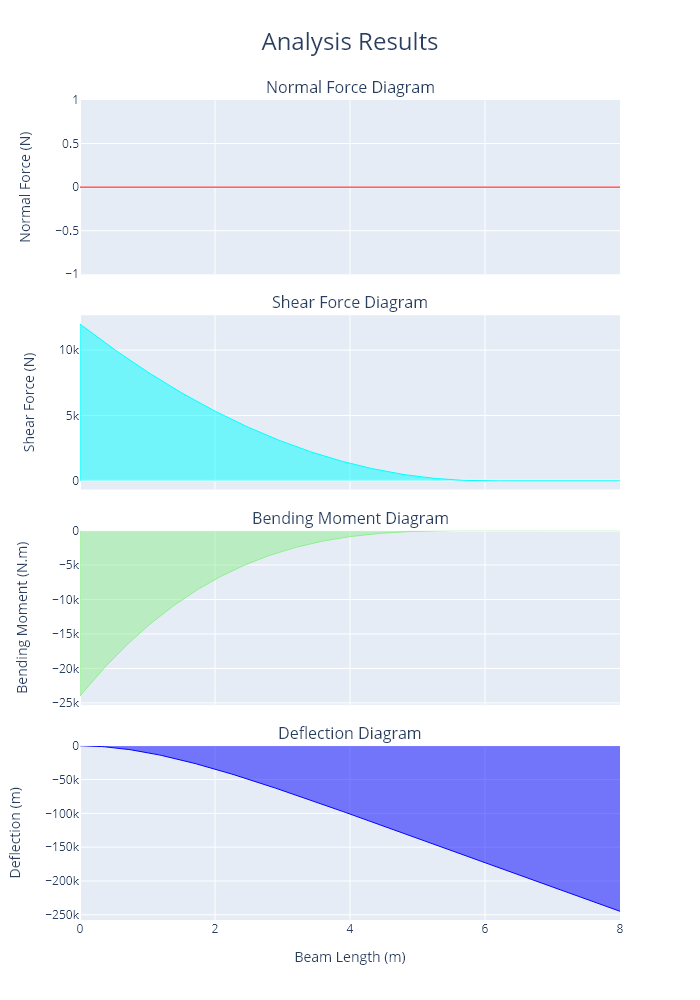 Analysis Results
Normal Force Diagram
Normal Force (N)
1
0.5
0
−0.5
−1
Shear Force Diagram
Shear Force (N)
10k
5k
0
Bending Moment Diagram
Bending Moment (N.m)
0
−5k
−10k
−15k
−20k
−25k
Deflection Diagram
Deflection (m)
0
−50k
−100k
−150k
−200k
−250k
0 2 4 6 8
Beam Length (m)